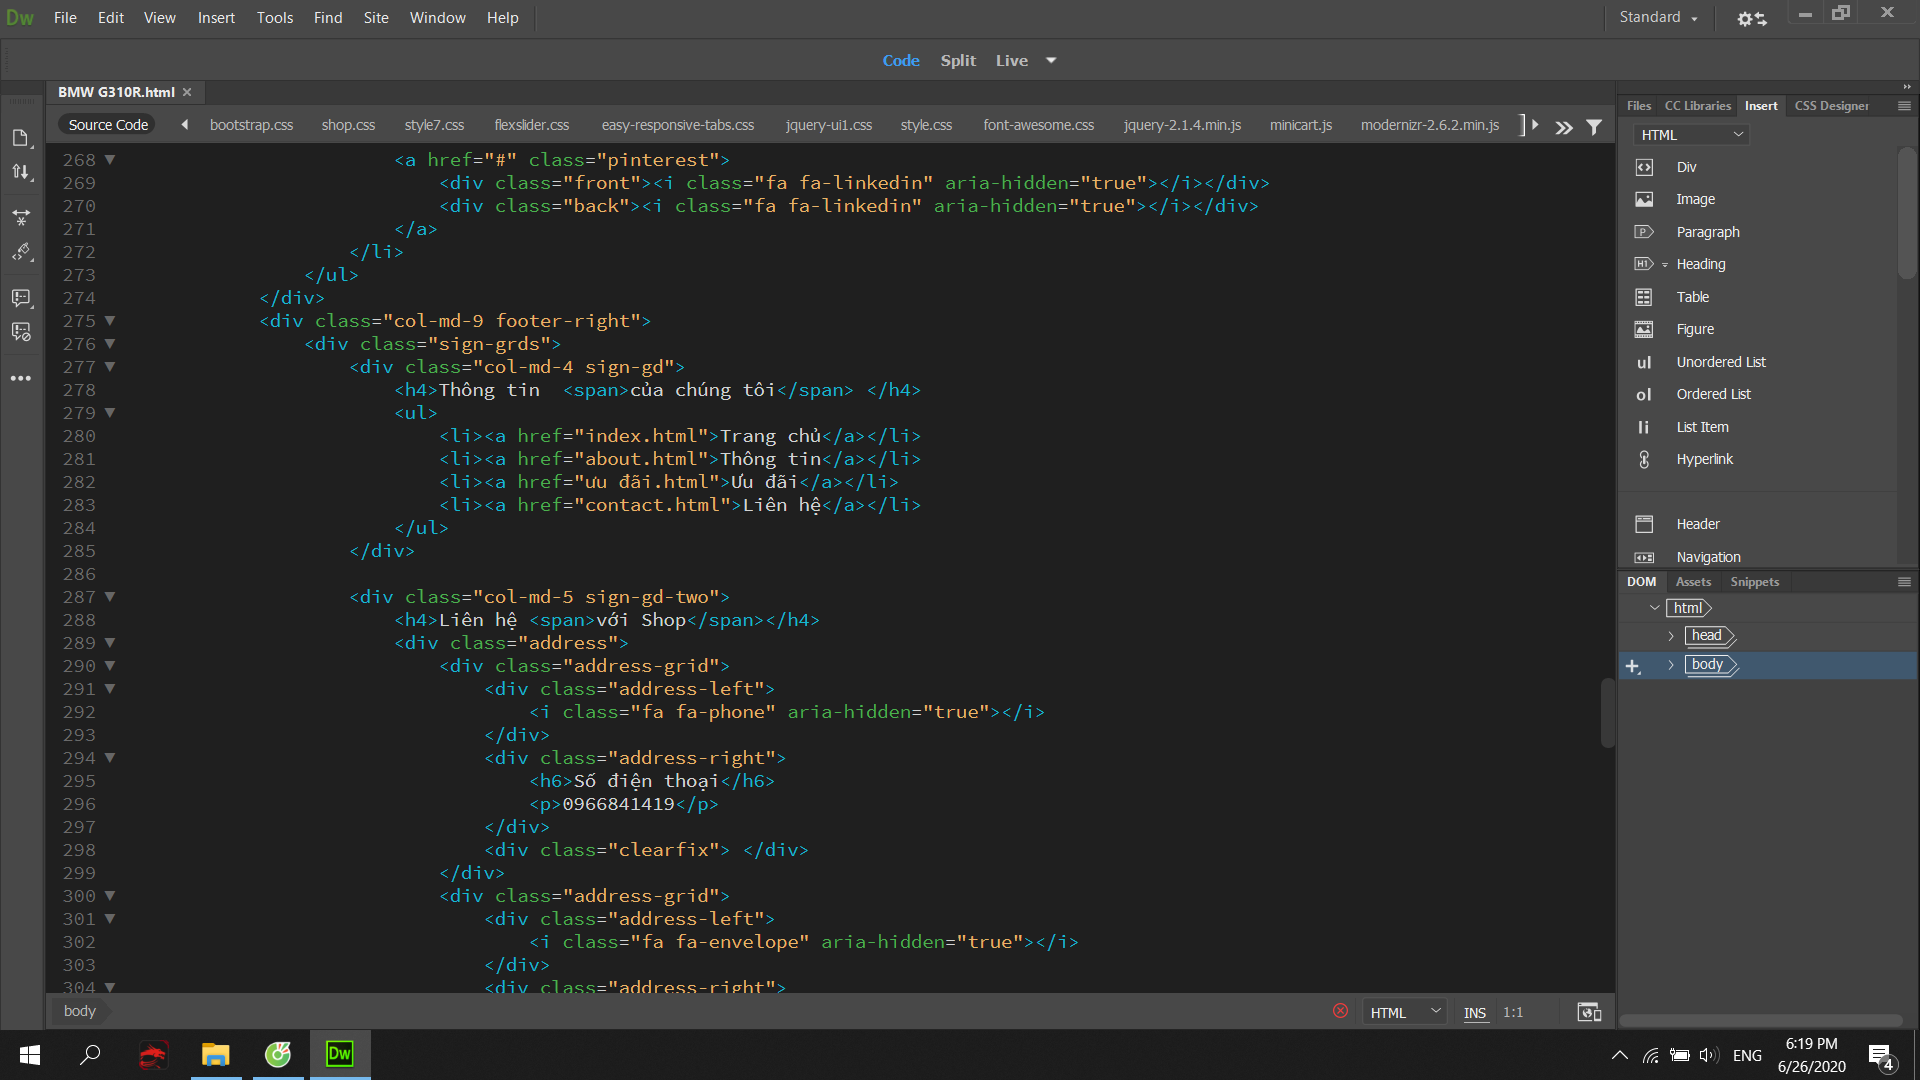 Dw File Edit View Insert Tools Find Site Window Help Standard
Code Split Live
BMW G310R.html
Source Code bootstrap.css shop.css style7.css flexslider.css easy-responsive-tabs.css jquery-ui1.css style.css font-awesome.css jquery-2.1.4.min.js minicart.js modernizr-2.6.2.min.js
268 <a href="#" class="pinterest">
269 <div class="front"><i class="fa fa-linkedin" aria-hidden="true"></i></div>
270 <div class="back"><i class="fa fa-linkedin" aria-hidden="true"></i></div>
271 </a>
272 </li>
273 </ul>
274 </div>
275 <div class="col-md-9 footer-right">
276 <div class="sign-grds">
277 <div class="col-md-4 sign-gd">
278 <h4>Thông tin  <span>của chúng tôi</span> </h4>
279 <ul>
280 <li><a href="index.html">Trang chủ</a></li>
281 <li><a href="about.html">Thông tin</a></li>
282 <li><a href="ưu đãi.html">Ưu đãi</a></li>
283 <li><a href="contact.html">Liên hệ</a></li>
284 </ul>
285 </div>
286
287 <div class="col-md-5 sign-gd-two">
288 <h4>Liên hệ <span>với Shop</span></h4>
289 <div class="address">
290 <div class="address-grid">
291 <div class="address-left">
292 <i class="fa fa-phone" aria-hidden="true"></i>
293 </div>
294 <div class="address-right">
295 <h6>Số điện thoại</h6>
296 <p>0966841419</p>
297 </div>
298 <div class="clearfix"> </div>
299 </div>
300 <div class="address-grid">
301 <div class="address-left">
302 <i class="fa fa-envelope" aria-hidden="true"></i>
303 </div>
304 <div class="address-right">
body HTML INS 1:1
Files CC Libraries Insert CSS Designer
HTML
Div
Image
P Paragraph
H1 Heading
Table
Figure
ul Unordered List
ol Ordered List
li List Item
Hyperlink
Header
Navigation
DOM Assets Snippets
html
head
body
Dw ENG 6:19 PM
6/26/2020 4